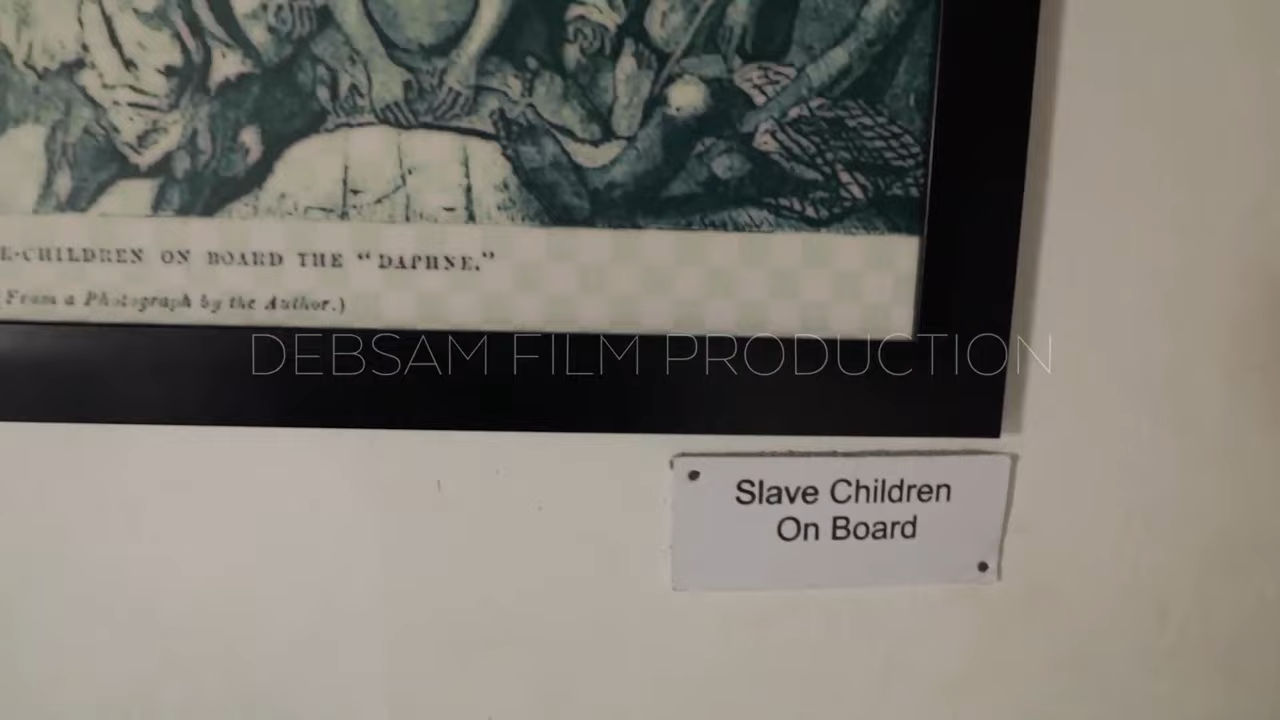 E-CHILDREN ON BOARD THE “DAPHNE.”
(From a Photograph by the Author.)
DEBSAM FILM PRODUCTION
Slave Children
On Board